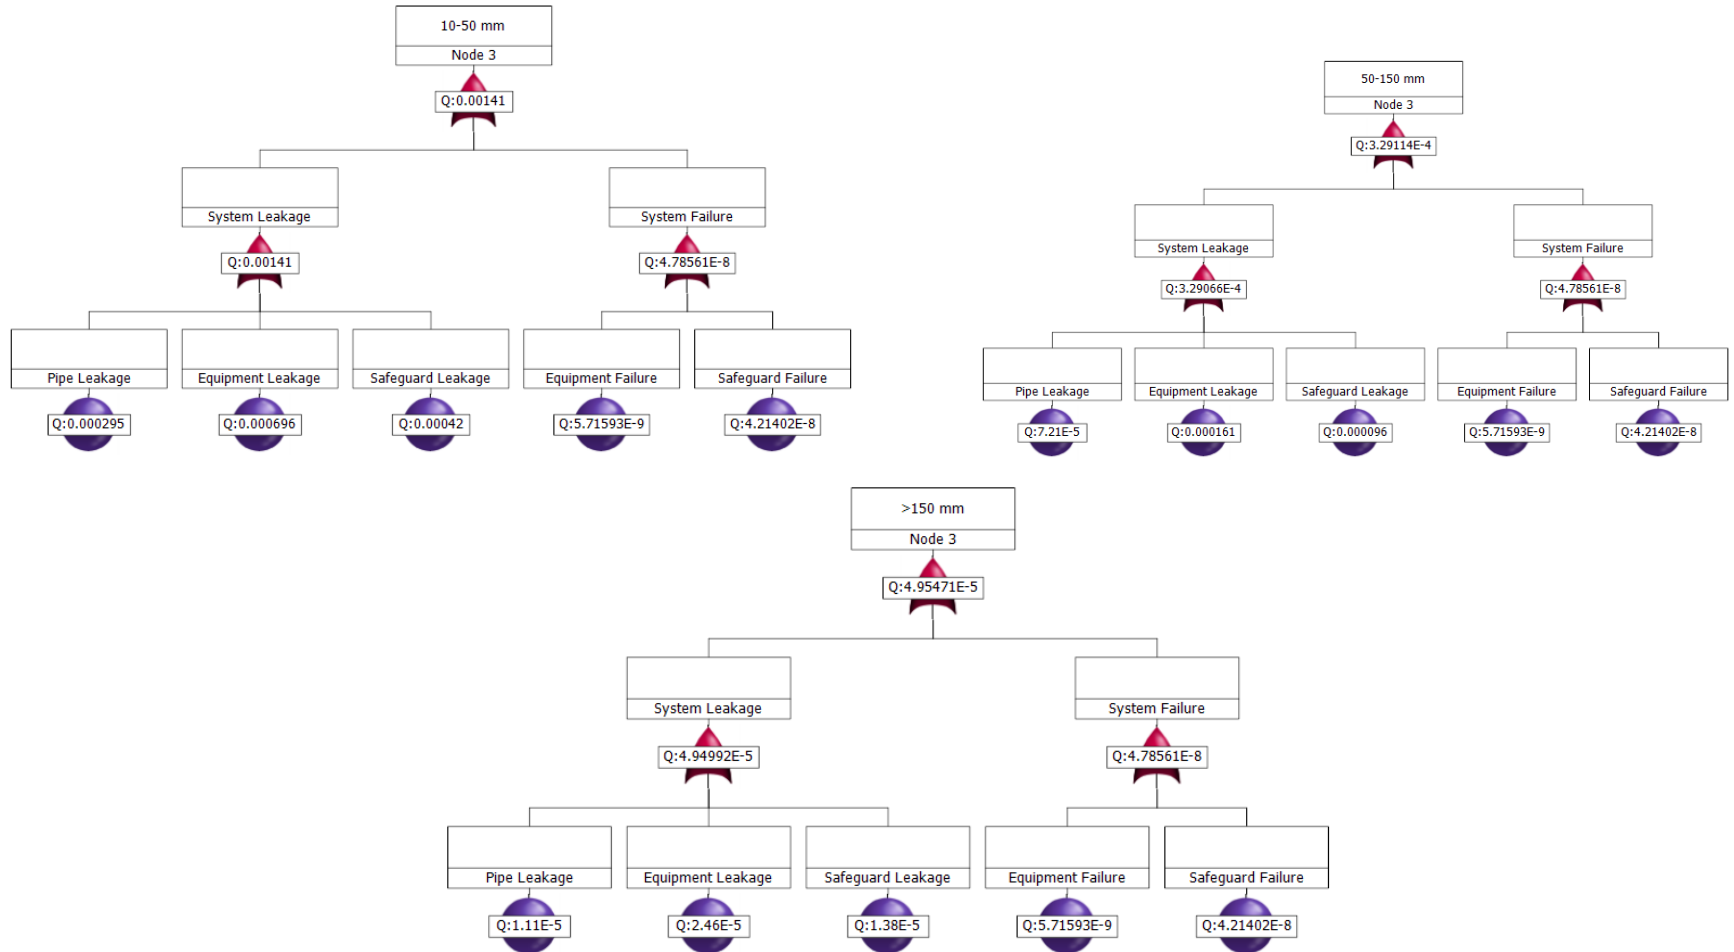 10-50 mm
Node 3
Q:0.00141
System Leakage
System Failure
Q:0.00141
Q:4.78561E-8
Pipe Leakage
Equipment Leakage
Safeguard Leakage
Equipment Failure
Safeguard Failure
Q:0.000295
Q:0.000696
Q:0.00042
Q:5.71593E-9
Q:4.21402E-8
50-150 mm
Node 3
Q:3.29114E-4
System Leakage
System Failure
Q:3.29066E-4
Q:4.78561E-8
Pipe Leakage
Equipment Leakage
Safeguard Leakage
Equipment Failure
Safeguard Failure
Q:7.21E-5
Q:0.000161
Q:0.000096
Q:5.71593E-9
Q:4.21402E-8
>150 mm
Node 3
Q:4.95471E-5
System Leakage
System Failure
Q:4.94992E-5
Q:4.78561E-8
Pipe Leakage
Equipment Leakage
Safeguard Leakage
Equipment Failure
Safeguard Failure
Q:1.11E-5
Q:2.46E-5
Q:1.38E-5
Q:5.71593E-9
Q:4.21402E-8